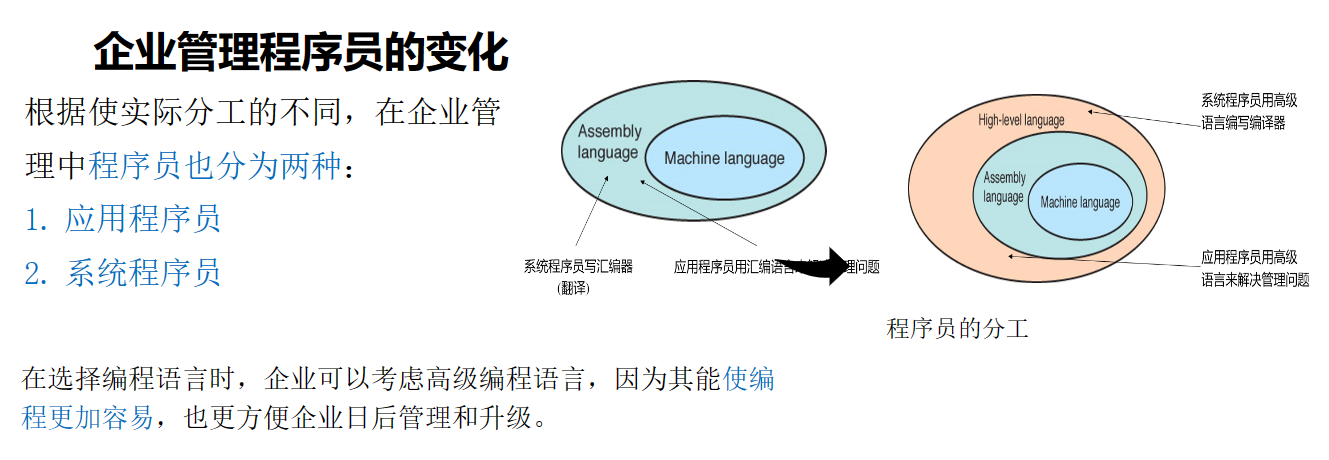 企业管理程序员的变化
根据使实际分工的不同，在企业管
理中程序员也分为两种：
1. 应用程序员
2. 系统程序员
Assembly
language
Machine language
系统程序员写汇编器
(翻译)
应用程序员用汇编语言 理问题
High-level language
Assembly
language
Machine language
系统程序员用高级
语言编写编译器
应用程序员用高级
语言来解决管理问题
程序员的分工
在选择编程语言时，企业可以考虑高级编程语言，因为其能使编
程更加容易，也更方便企业日后管理和升级。